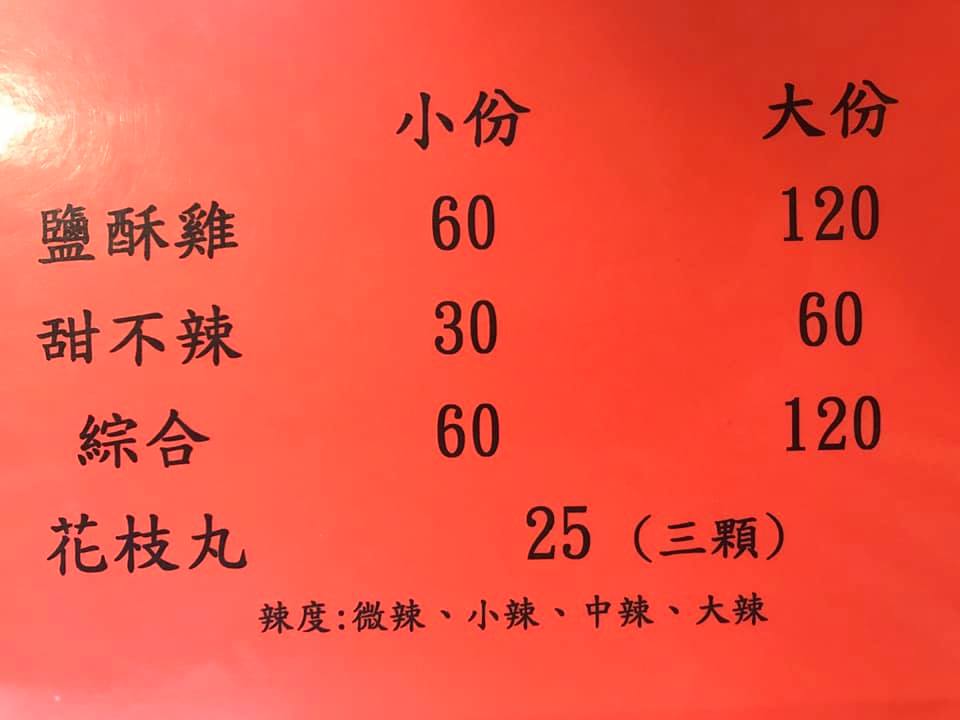 小份 大份
鹽酥雞 60 120
甜不辣 30 60
綜合 60 120
花枝丸 25 (三顆)
辣度:微辣、小辣、中辣、大辣